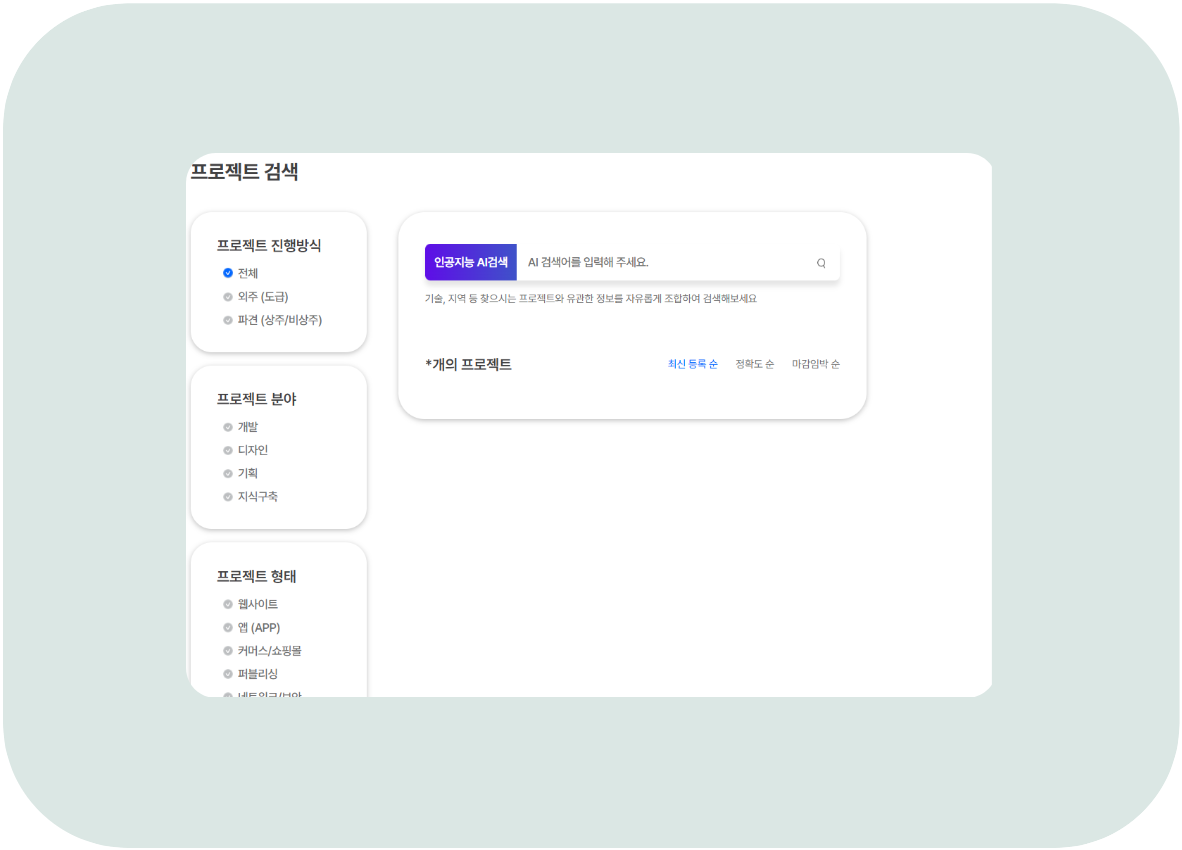 프로젝트 검색
프로젝트 진행방식
전체
외주 (도급)
파견 (상주/비상주)
프로젝트 분야
개발
디자인
기획
지식구축
프로젝트 형태
웹사이트
앱 (APP)
커머스/쇼핑몰
퍼블리싱
네트워크/보안
인공지능 AI검색 AI 검색어를 입력해 주세요.
기술, 지역 등 찾으시는 프로젝트와 유관한 정보를 자유롭게 조합하여 검색해보세요
*개의 프로젝트 최신 등록 순 정확도 순 마감임박 순